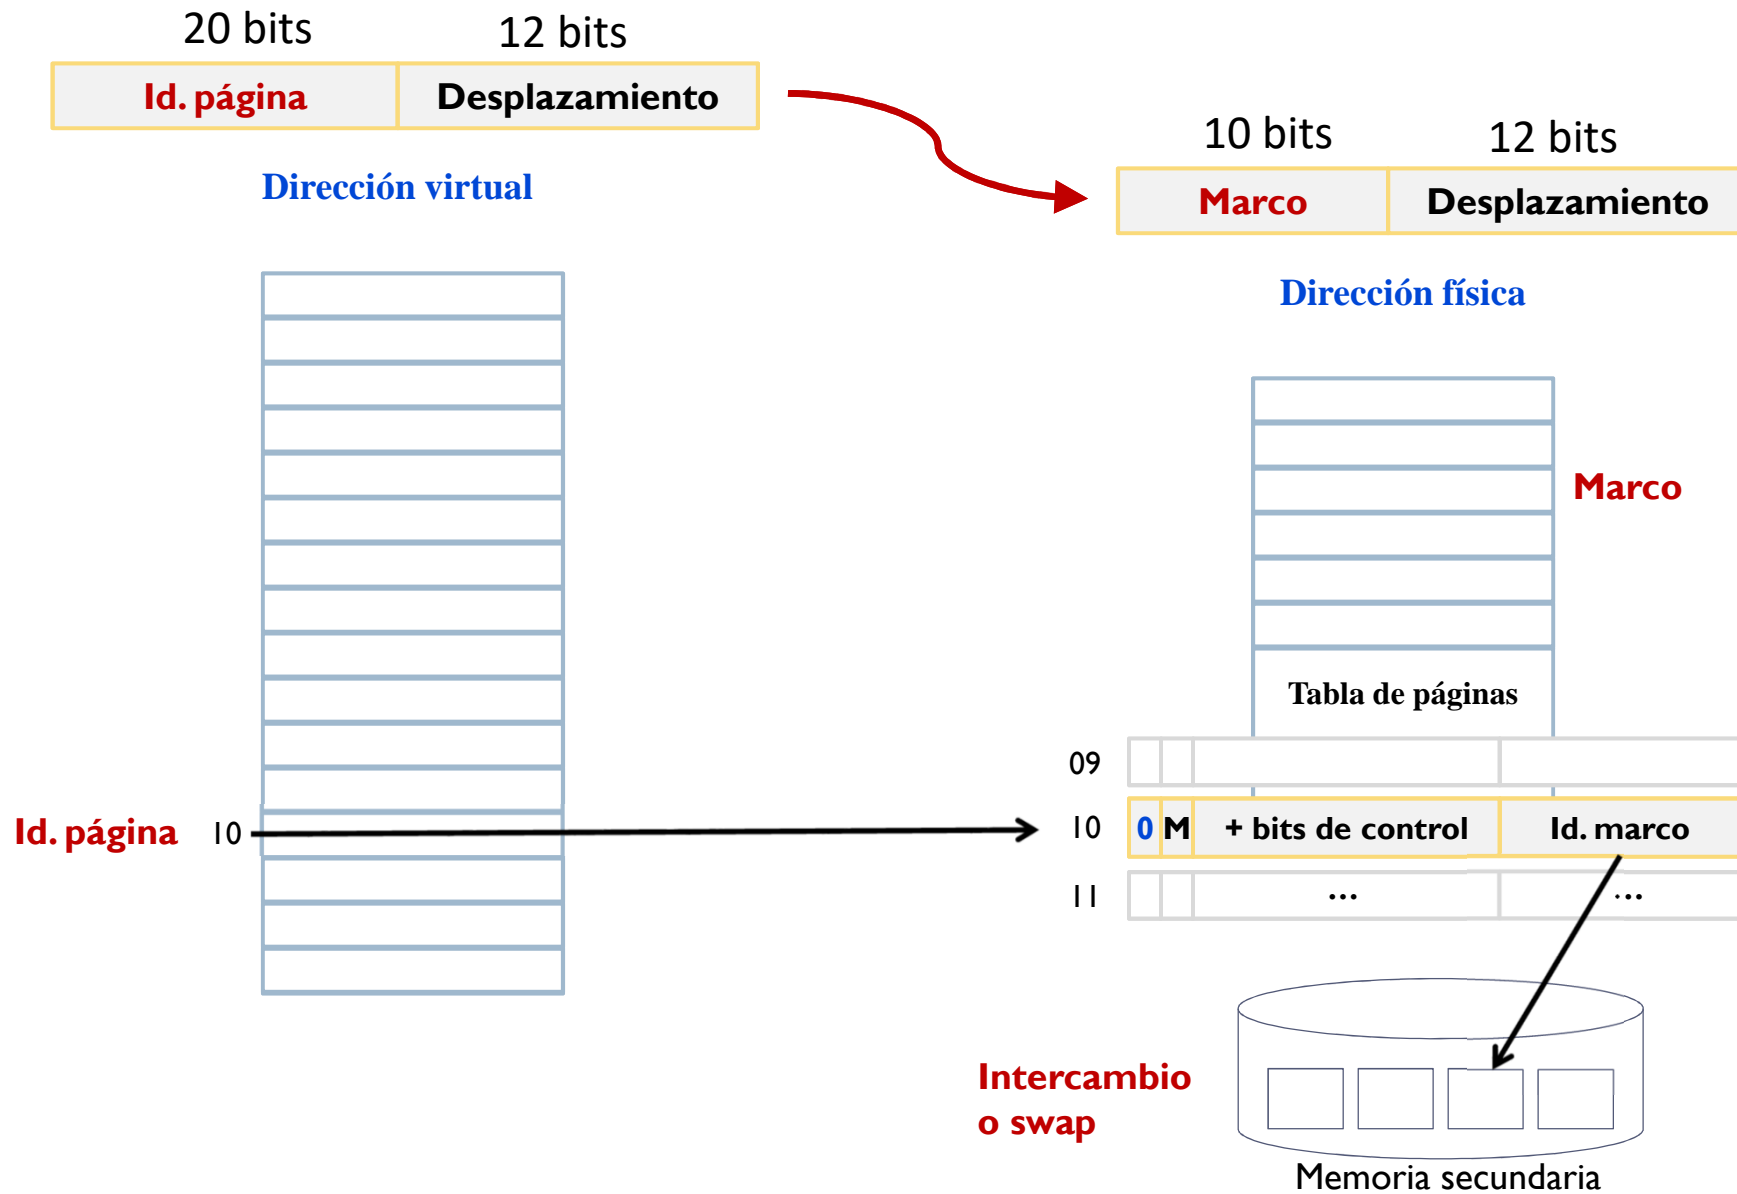 20 bits 12 bits
Id. página Desplazamiento
Dirección virtual
10 bits 12 bits
Marco Desplazamiento
Dirección física
Marco
Tabla de páginas
09
Id. página 10
10 0 M + bits de control Id. marco
11 ... ...
Intercambio
o swap
Memoria secundaria